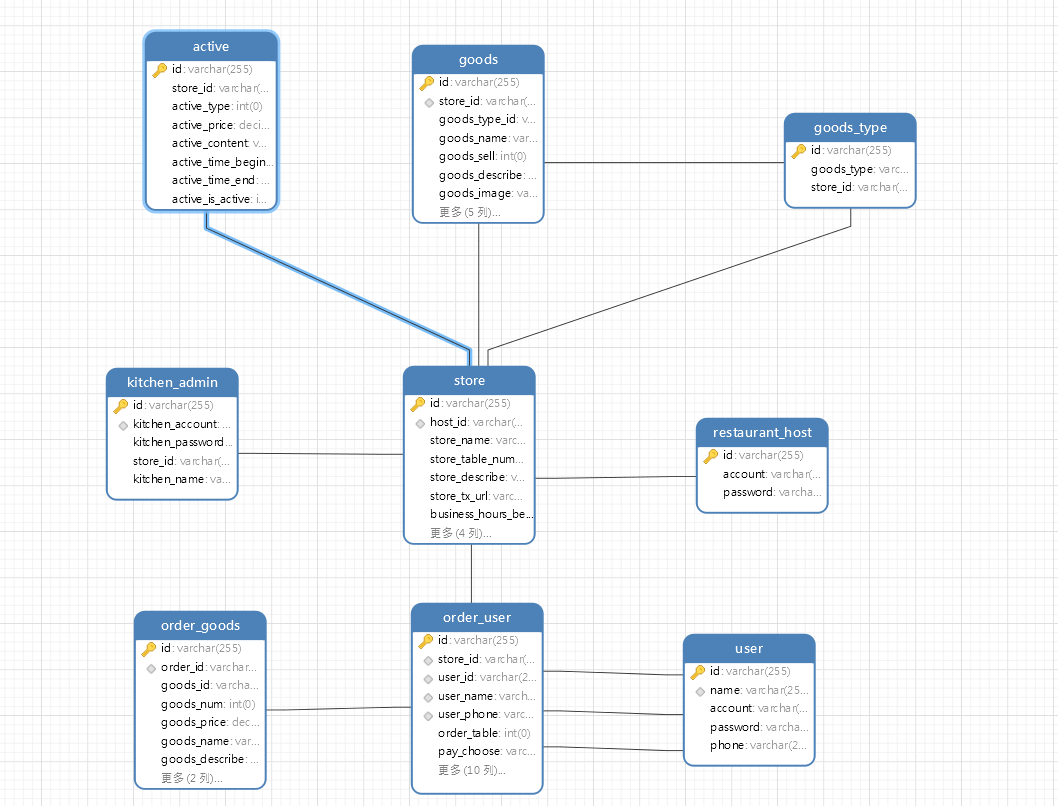 active
id: varchar(255)
store_id: varchar(...
active_type: int(0)
active_price: deci...
active_content: v...
active_time_begin...
active_time_end: ...
active_is_active: i...
goods
id: varchar(255)
store_id: varchar(...
goods_type_id: v...
goods_name: var...
goods_sell: int(0)
goods_describe: ...
goods_image: va...
更多 (5 列)...
goods_type
id: varchar(255)
goods_type: varc...
store_id: varchar(...
kitchen_admin
id: varchar(255)
kitchen_account: ...
kitchen_password...
store_id: varchar(...
kitchen_name: va...
store
id: varchar(255)
host_id: varchar(...
store_name: varc...
store_table_num...
store_describe: v...
store_tx_url: varc...
business_hours_be...
更多 (4 列)...
restaurant_host
id: varchar(255)
account: varchar(...
password: varcha...
order_goods
id: varchar(255)
order_id: varchar...
goods_id: varcha...
goods_num: int(0)
goods_price: dec...
goods_name: var...
goods_describe: ...
更多 (2 列)...
order_user
id: varchar(255)
store_id: varchar(...
user_id: varchar(2...
user_name: varch...
user_phone: varc...
order_table: int(0)
pay_choose: varc...
更多 (10 列)...
user
id: varchar(255)
name: varchar(25...
account: varchar(...
password: varcha...
phone: varchar(2...